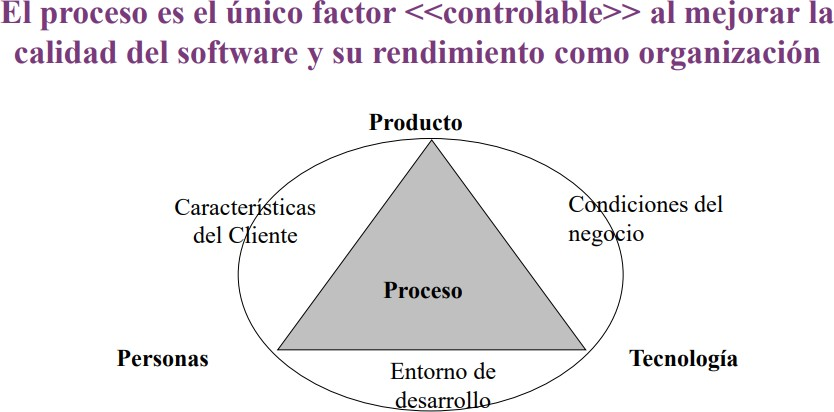 El proceso es el único factor <<controlable>> al mejorar la
calidad del software y su rendimiento como organización
Producto
Características
del Cliente
Condiciones del
negocio
Proceso
Personas
Tecnología
Entorno de
desarrollo